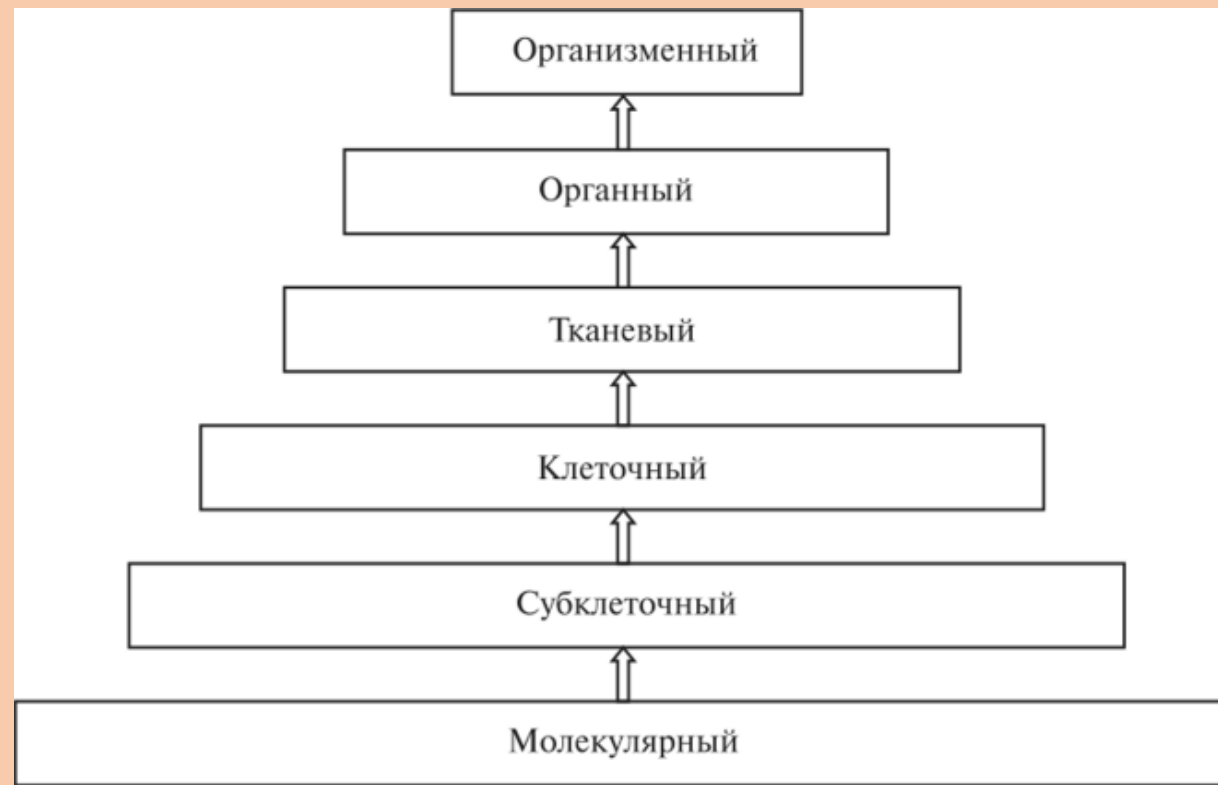 Организменный
Органный
Тканевый
Клеточный
Субклеточный
Молекулярный